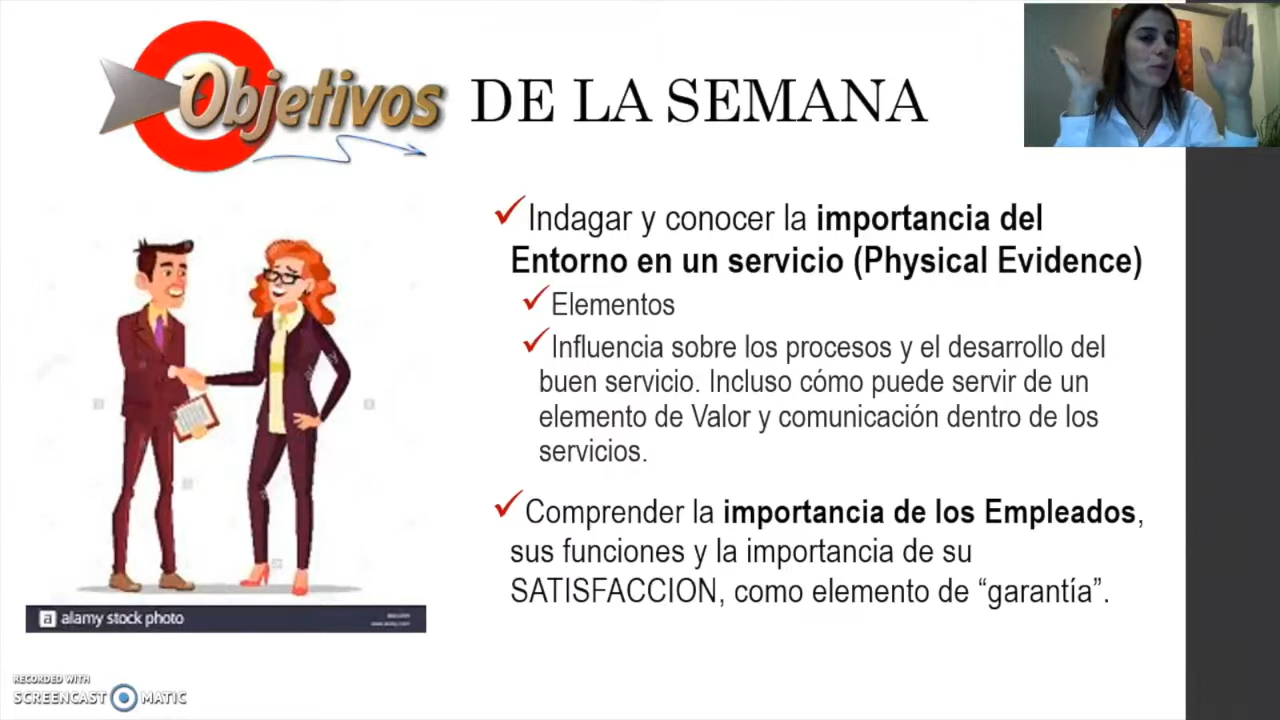 Objetivos DE LA SEMANA
Indagar y conocer la importancia del
Entorno en un servicio (Physical Evidence)
Elementos
Influencia sobre los procesos y el desarrollo del
buen servicio. Incluso cómo puede servir de un
elemento de Valor y comunicación dentro de los
servicios.
Comprender la importancia de los Empleados,
sus funciones y la importancia de su
SATISFACCION, como elemento de “garantía”.
a alamy stock photo
RECORDED WITH
SCREENCAST MATIC